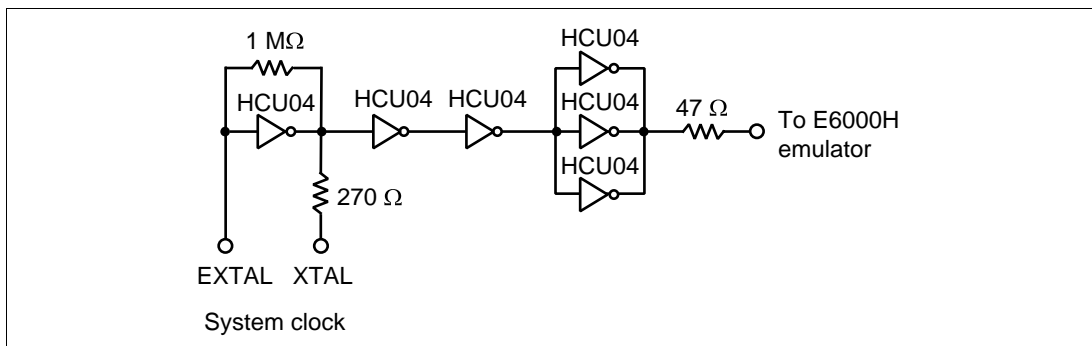 1 MΩ
HCU04
HCU04
HCU04
HCU04
HCU04
HCU04
47 Ω
To E6000H
emulator
270 Ω
EXTAL
XTAL
System clock